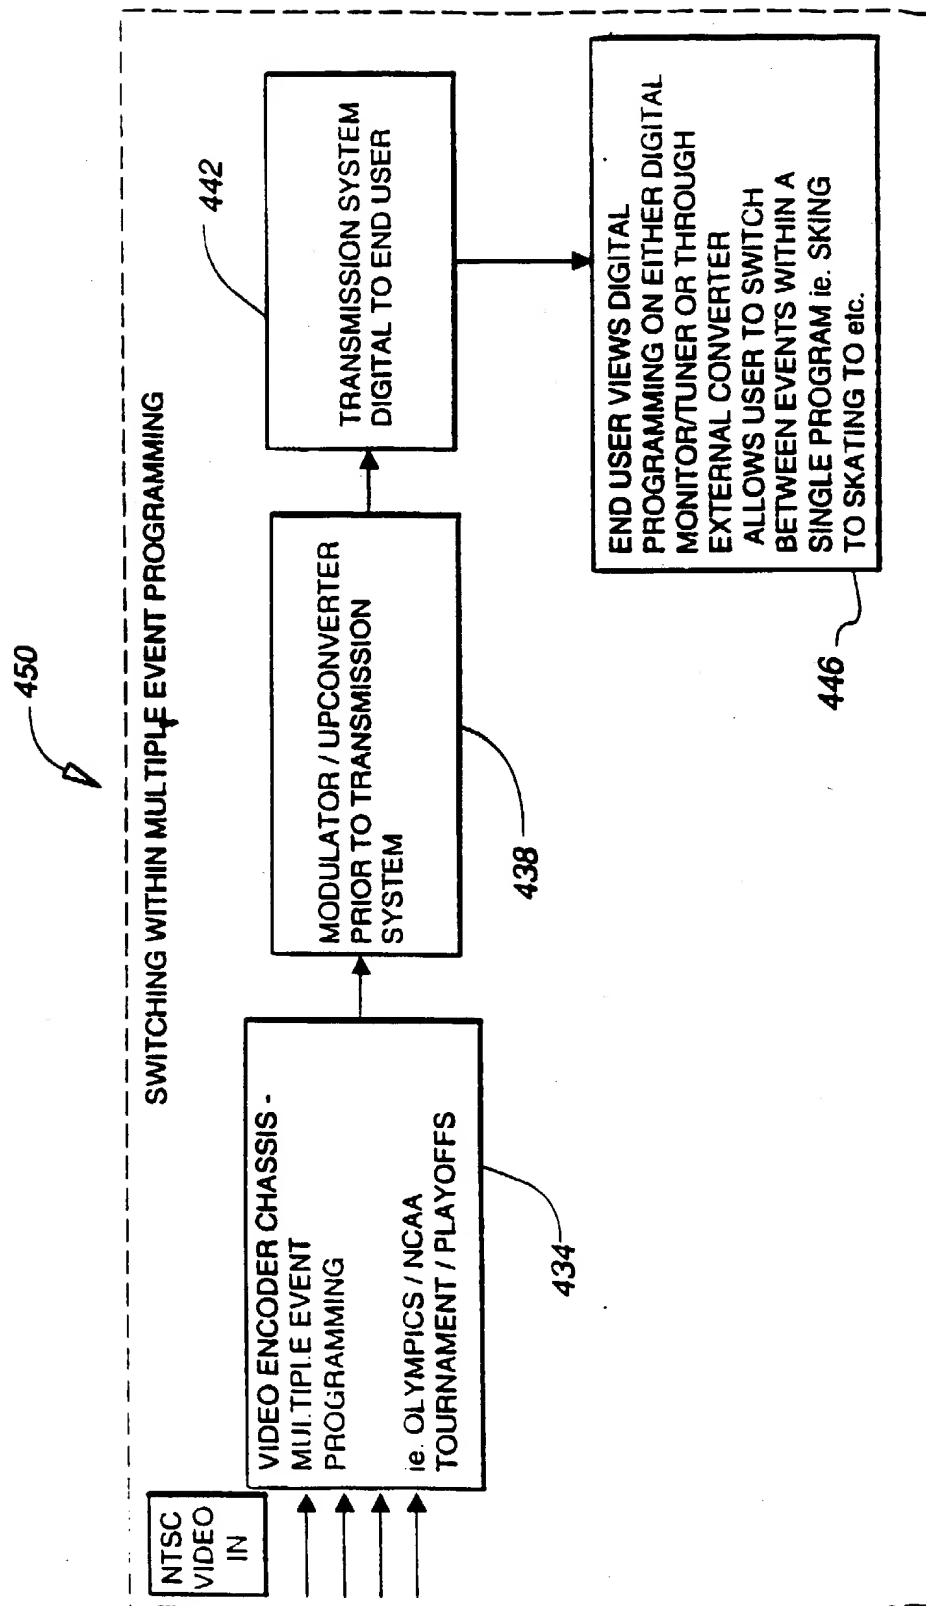 450
SWITCHING WITHIN MULTIPLE EVENT PROGRAMMING
NTSC
VIDEO
IN
VIDEO ENCODER CHASSIS -
MULTIPLE EVENT
PROGRAMMING
ie. OLYMPICS / NCAA
TOURNAMENT / PLAYOFFS
434
MODULATOR / UPCONVERTER
PRIOR TO TRANSMISSION
SYSTEM
438
TRANSMISSION SYSTEM
DIGITAL TO END USER
442
END USER VIEWS DIGITAL
PROGRAMMING ON EITHER DIGITAL
MONITOR/TUNER OR THROUGH
EXTERNAL CONVERTER
ALLOWS USER TO SWITCH
BETWEEN EVENTS WITHIN A
SINGLE PROGRAM ie. SKING
TO SKATING TO etc.
446